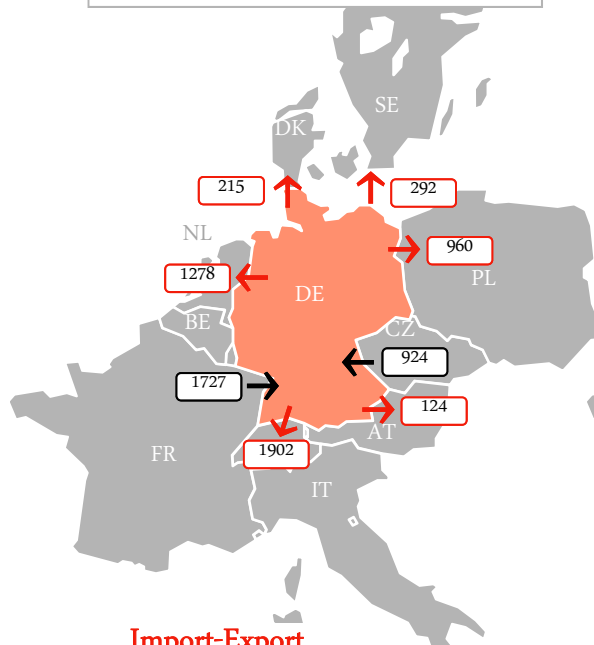 SE
DK
215
292
NL
960
1278
PL
DE
BE
CZ
924
1727
124
AT
1902
FR
IT
Import-Export